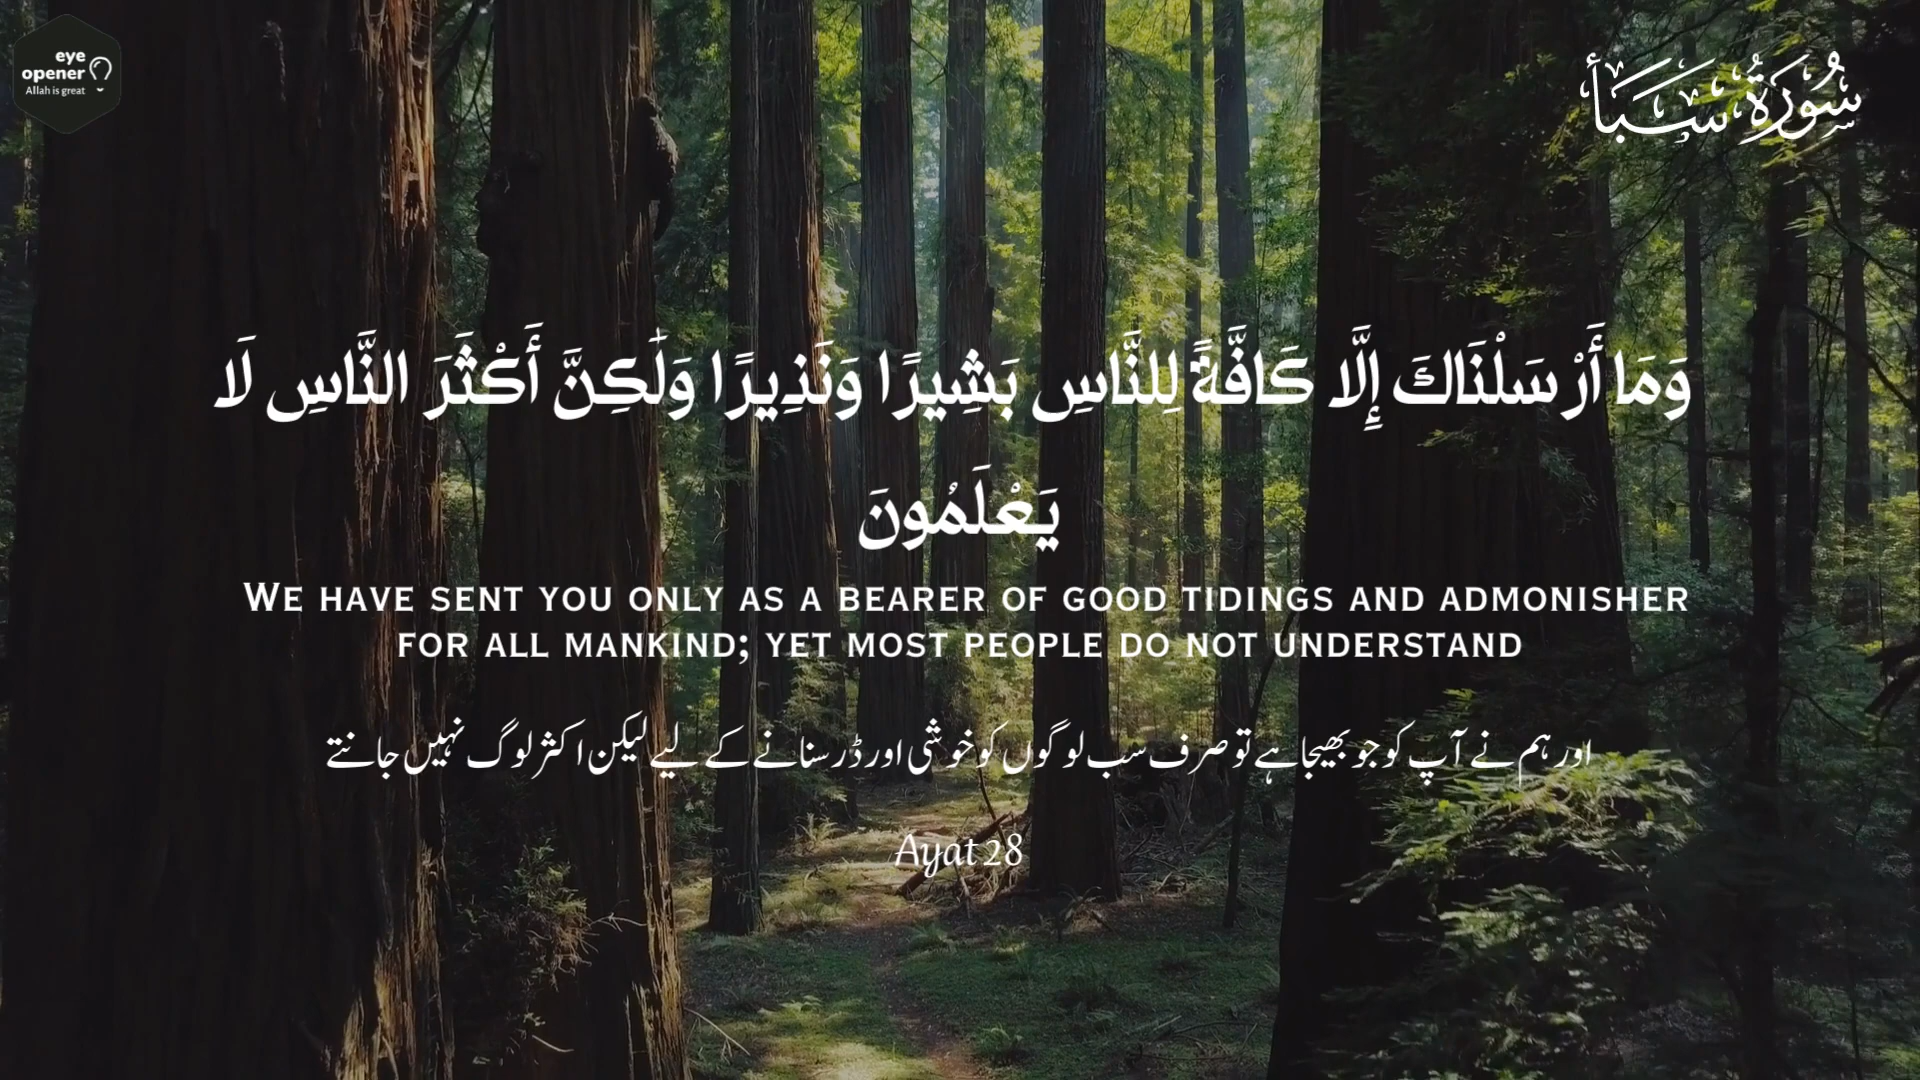 eye
opener
Allah is great
سُورَةُ سَبَأ
وَمَا أَرْسَلْنَاكَ إِلَّا كَافَّةً لِلنَّاسِ بَشِيرًا وَنَذِيرًا وَلَٰكِنَّ أَكْثَرَ النَّاسِ لَا
يَعْلَمُونَ
We have sent you only as a bearer of good tidings and admonisher
for all mankind; yet most people do not understand
اور ہم نے آپ کو جو بھیجا ہے تو صرف سب لوگوں کو خوشی اور ڈر سنانے کے لیے لیکن اکثر لوگ نہیں جانتے
Ayat 28